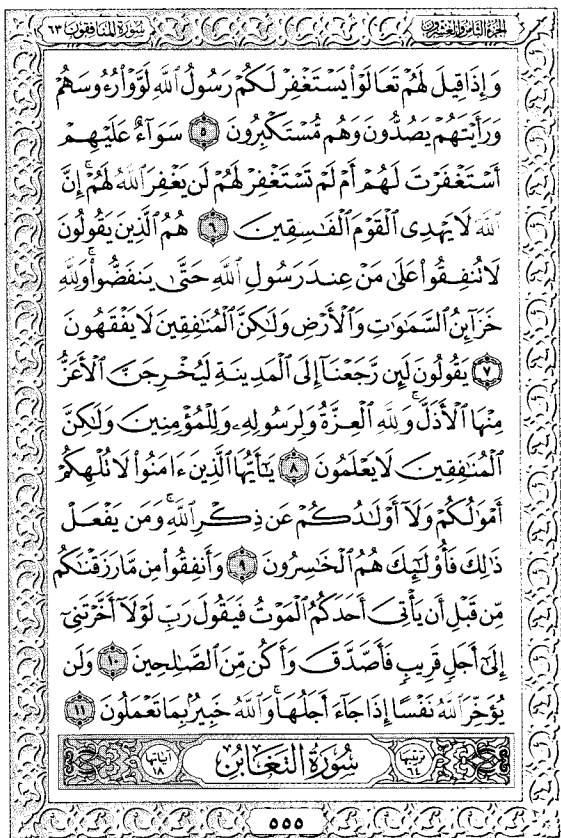 الجزء الثامن والعشرون سورة المنافقون ٦٣
وَإِذَا قِيلَ لَهُمْ تَعَالَوْا۟ يَسْتَغْفِرْ لَكُمْ رَسُولُ ٱللَّهِ لَوَّوْا۟ رُءُوسَهُمْ
وَرَأَيْتَهُمْ يَصُدُّونَ وَهُم مُّسْتَكْبِرُونَ ٥ سَوَآءٌ عَلَيْهِمْ
أَسْتَغْفَرْتَ لَهُمْ أَمْ لَمْ تَسْتَغْفِرْ لَهُمْ لَن يَغْفِرَ ٱللَّهُ لَهُمْ ۚ إِنَّ
ٱللَّهَ لَا يَهْدِى ٱلْقَوْمَ ٱلْفَـٰسِقِينَ ٦ هُمُ ٱلَّذِينَ يَقُولُونَ
لَا تُنفِقُوا۟ عَلَىٰ مَنْ عِندَ رَسُولِ ٱللَّهِ حَتَّىٰ يَنفَضُّوا۟ ۗ وَلِلَّهِ
خَزَآئِنُ ٱلسَّمَـٰوَٰتِ وَٱلْأَرْضِ وَلَـٰكِنَّ ٱلْمُنَـٰفِقِينَ لَا يَفْقَهُونَ
٧ يَقُولُونَ لَئِن رَّجَعْنَآ إِلَى ٱلْمَدِينَةِ لَيُخْرِجَنَّ ٱلْأَعَزُّ
مِنْهَا ٱلْأَذَلَّ ۚ وَلِلَّهِ ٱلْعِزَّةُ وَلِرَسُولِهِۦ وَلِلْمُؤْمِنِينَ وَلَـٰكِنَّ
ٱلْمُنَـٰفِقِينَ لَا يَعْلَمُونَ ٨ يَـٰٓأَيُّهَا ٱلَّذِينَ ءَامَنُوا۟ لَا تُلْهِكُمْ
أَمْوَٰلُكُمْ وَلَآ أَوْلَـٰدُكُمْ عَن ذِكْرِ ٱللَّهِ ۚ وَمَن يَفْعَلْ
ذَٰلِكَ فَأُو۟لَـٰٓئِكَ هُمُ ٱلْخَـٰسِرُونَ ٩ وَأَنفِقُوا۟ مِن مَّا رَزَقْنَـٰكُم
مِّن قَبْلِ أَن يَأْتِىَ أَحَدَكُمُ ٱلْمَوْتُ فَيَقُولَ رَبِّ لَوْلَآ أَخَّرْتَنِىٓ
إِلَىٰٓ أَجَلٍ قَرِيبٍ فَأَصَّدَّقَ وَأَكُن مِّنَ ٱلصَّـٰلِحِينَ ١٠ وَلَن
يُؤَخِّرَ ٱللَّهُ نَفْسًا إِذَا جَآءَ أَجَلُهَا ۚ وَٱللَّهُ خَبِيرٌۢ بِمَا تَعْمَلُونَ ١١
ترتيبها ٦٤ سُورَةُ التَّغَابُنِ آياتها ١٨
٥٥٥